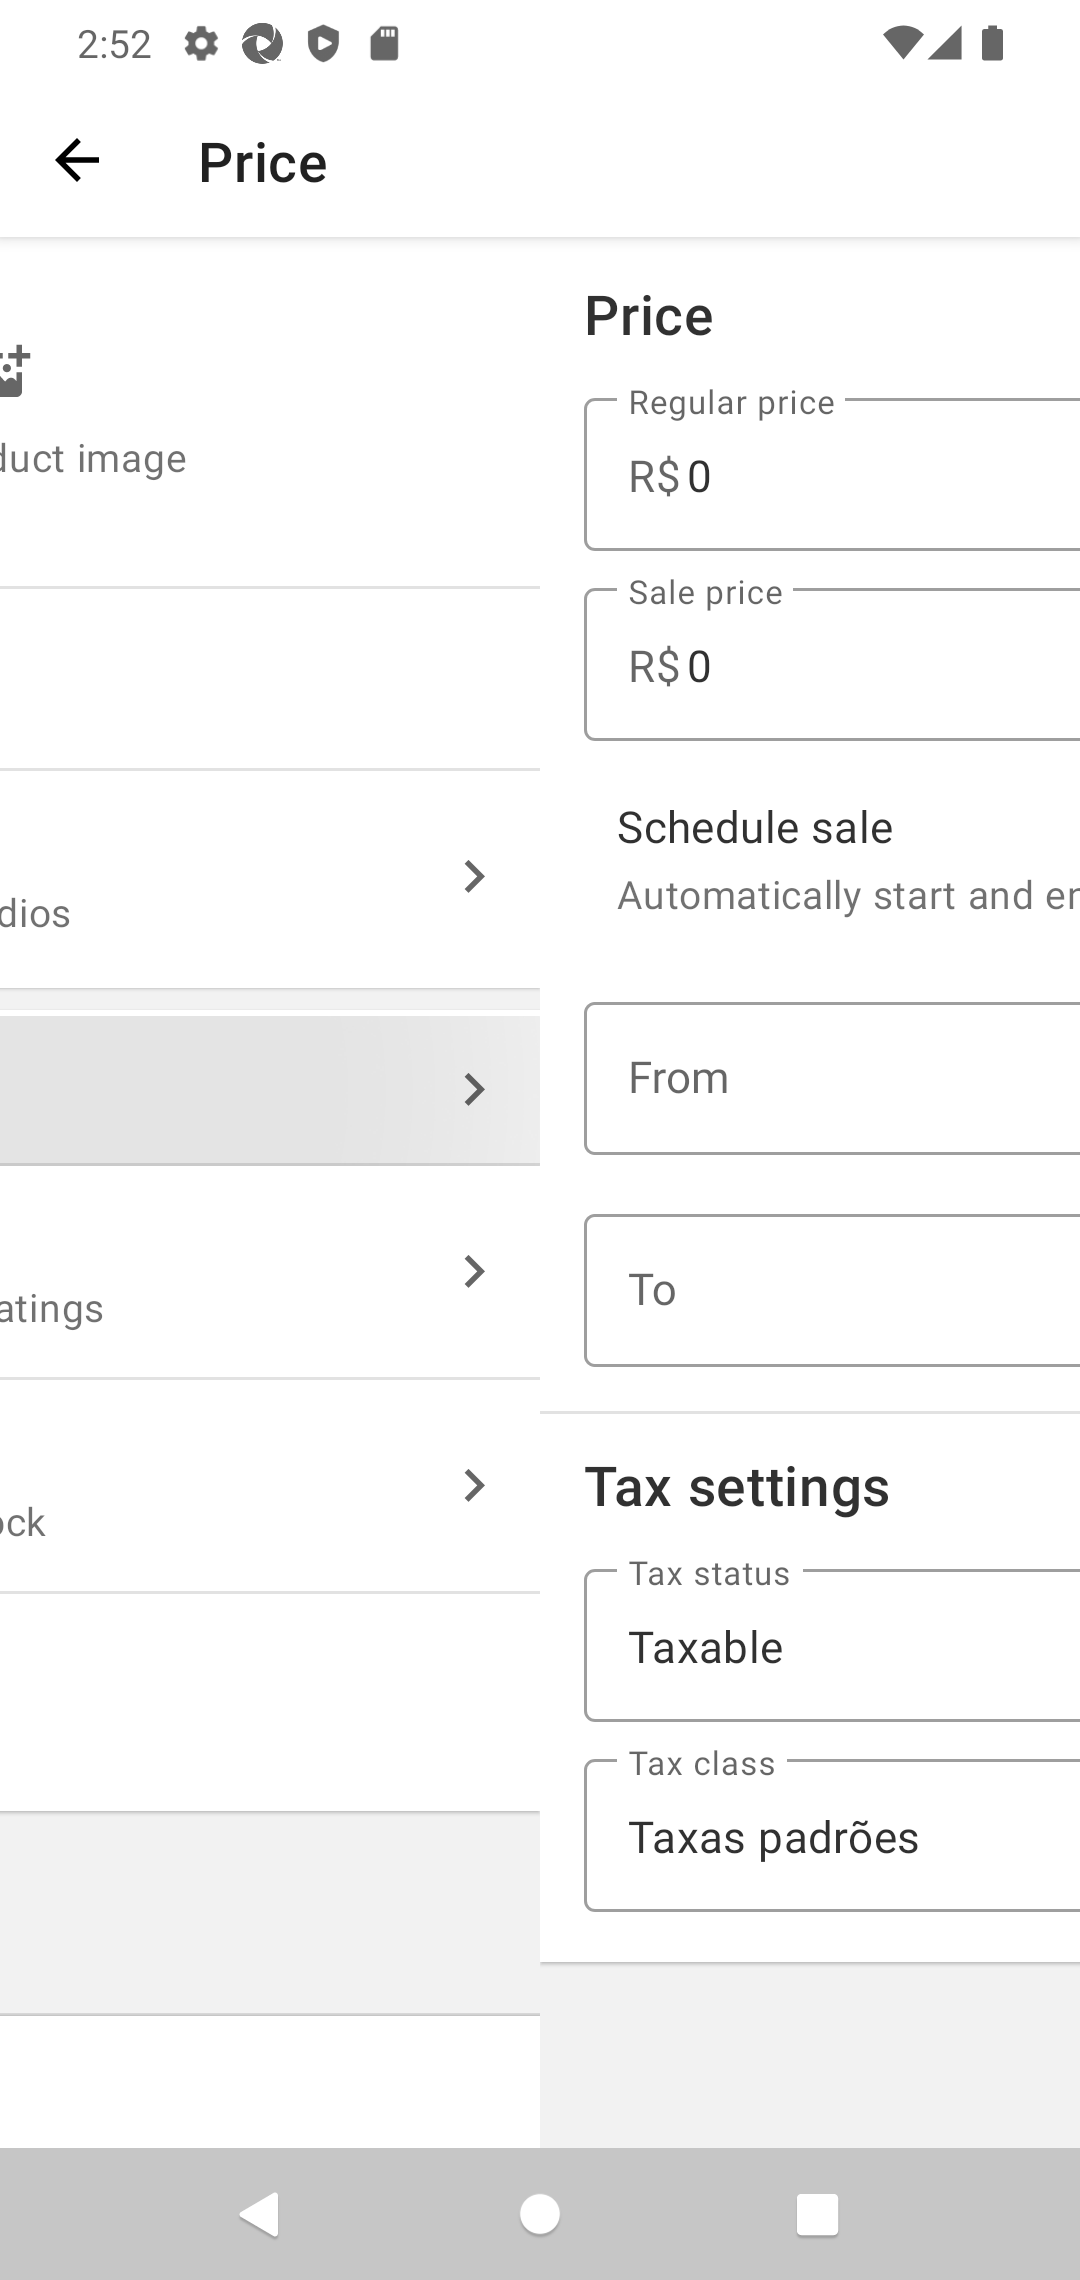 2:52
Price
duct image
dios
atings
ock
Price
Regular price
R$ 0
Sale price
R$ 0
Schedule sale
Automatically start and en
From
To
Tax settings
Tax status
Taxable
Tax class
Taxas padrões